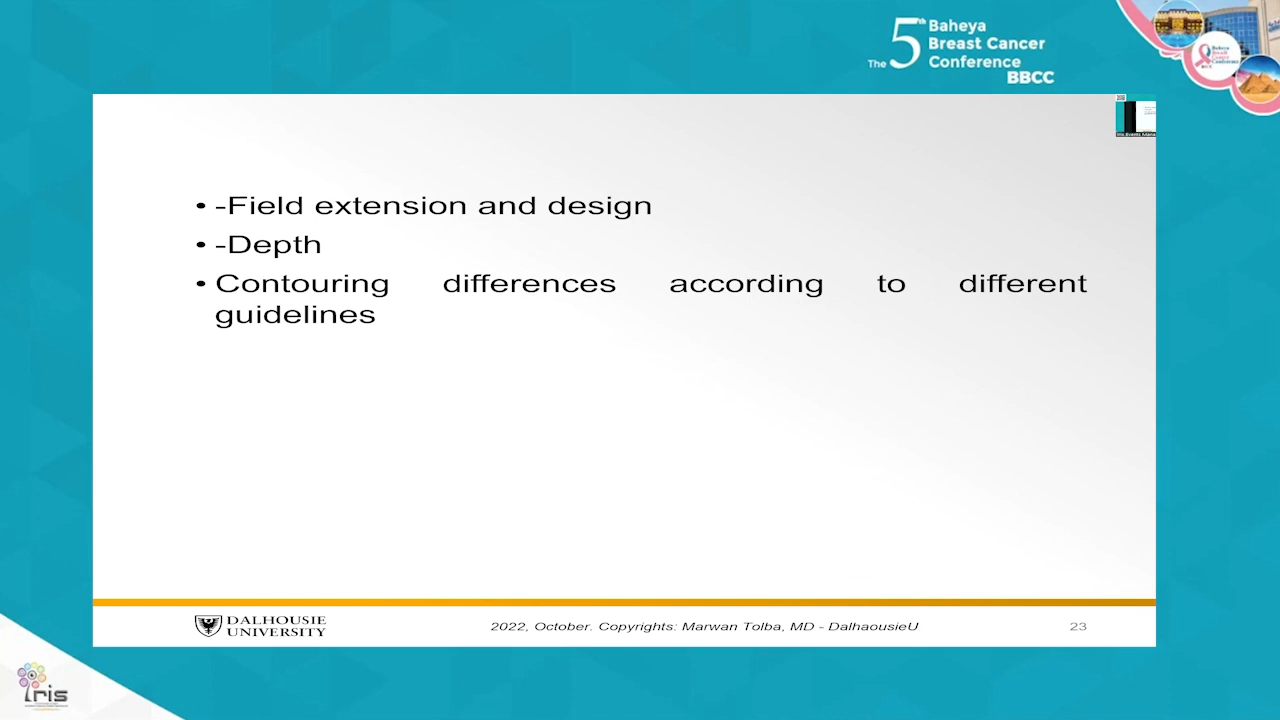 The 5th Baheya
Breast Cancer
Conference
BBCC
• -Field extension and design
• -Depth
• Contouring differences according to different
guidelines
DALHOUSIE
UNIVERSITY
2022, October. Copyrights: Marwan Tolba, MD - DalhaousieU
23
iris